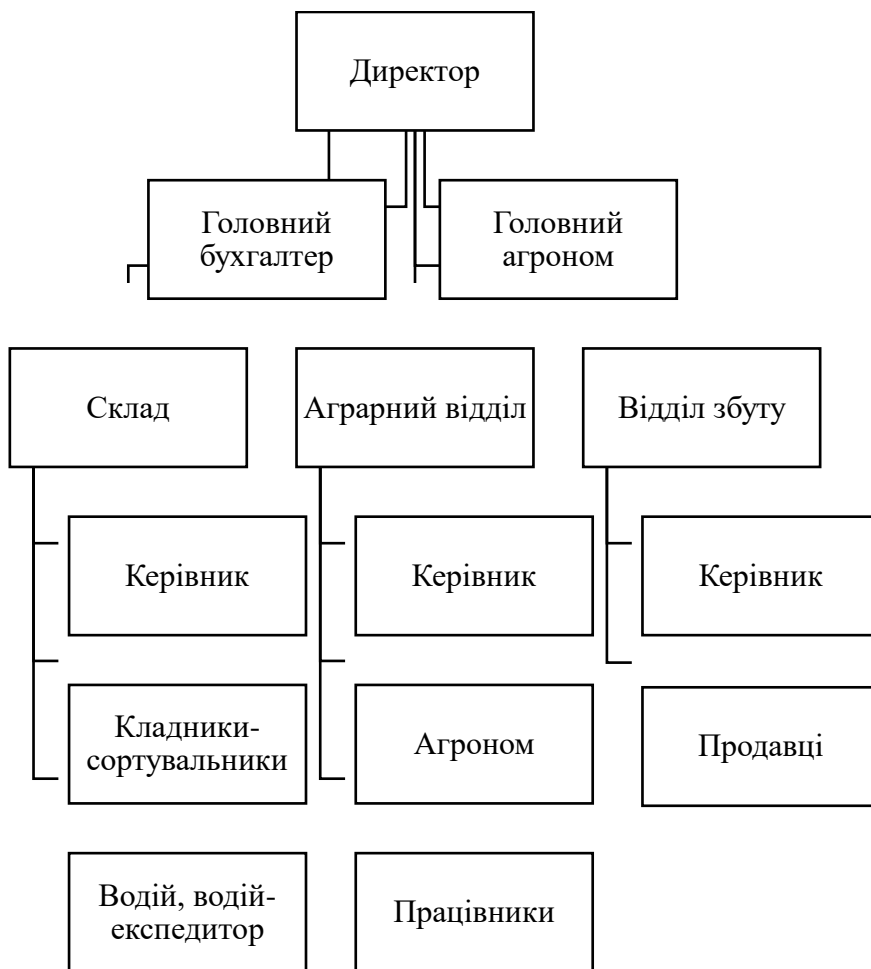 Директор
Головний
бухгалтер
Головний
агроном
Склад
Аграрний відділ
Відділ збуту
Керівник
Керівник
Керівник
Кладники-
сортувальники
Агроном
Продавці
Водій, водій-
експедитор
Працівники